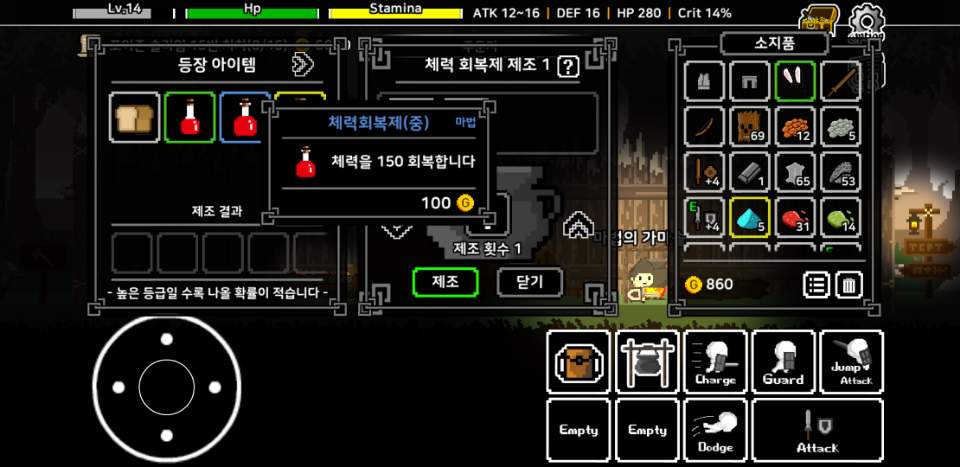 Lv.14
Hp
Stamina
ATK 12~16 | DEF 16 | HP 280 | Crit 14%
등장 아이템
체력 회복제 제조 1 ?
소지품
체력회복제(중) 마법
체력을 150 회복합니다
100 G
제조 결과
제조 횟수 1
제조
닫기
- 높은 등급일 수록 나올 확률이 적습니다 -
69
12
5
+4
1
65
53
E
+4
5
31
14
G 860
마법의 가마
Charge
Guard
Jump Attack
Empty
Empty
Dodge
Attack